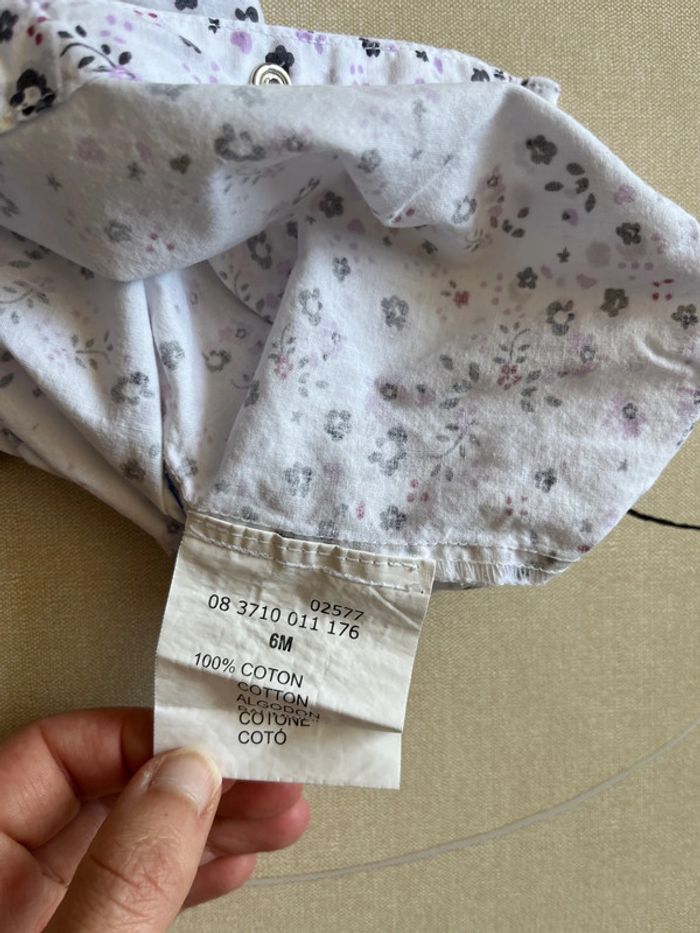 02577
08 3710 011 176
6M
100% COTON
COTTON
ALGODON
COTONE
COTÓ